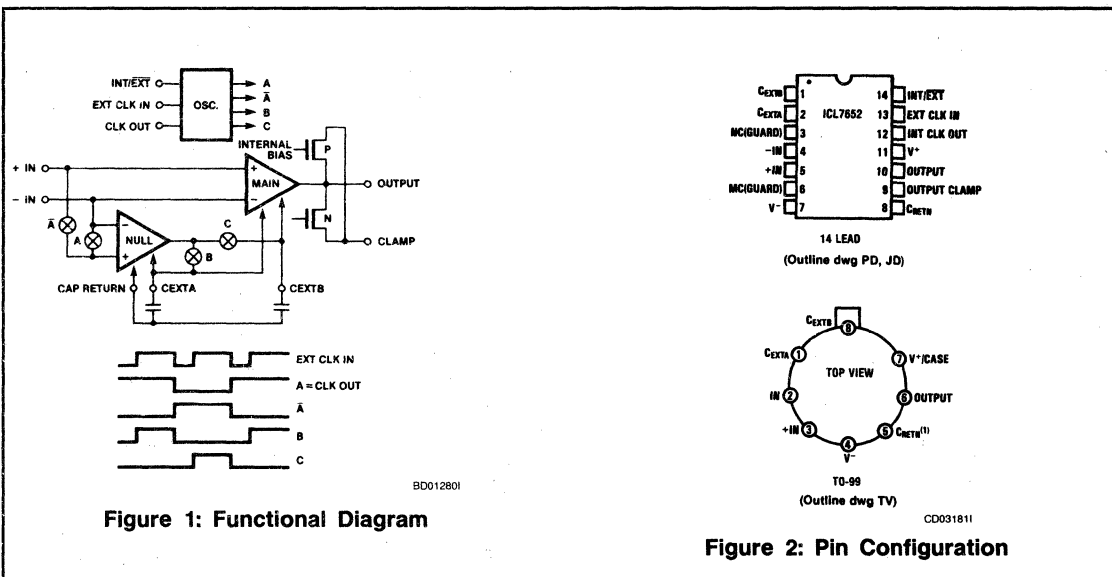 INT/EXT
EXT CLK IN
CLK OUT
OSC.
A
A̅
B
C
INTERNAL
BIAS
P
+ IN
- IN
+
MAIN
-
OUTPUT
N
CLAMP
A̅
A
-
NULL
+
C
B
CAP RETURN
CEXTA
CEXTB
EXT CLK IN
A = CLK OUT
A̅
B
C
BD01280I
Figure 1: Functional Diagram
CEXTB 1
CEXTA 2
NC(GUARD) 3
-IN 4
+IN 5
MC(GUARD) 6
V- 7
ICL7652
14 INT/EXT
13 EXT CLK IN
12 INT CLK OUT
11 V+
10 OUTPUT
9 OUTPUT CLAMP
8 CRETN
14 LEAD
(Outline dwg PD, JD)
CEXTB 8
CEXTA 1
TOP VIEW
7 V+/CASE
IN 2
6 OUTPUT
+IN 3
5 CRETN(1)
4
V-
TO-99
(Outline dwg TV)
CD03181I
Figure 2: Pin Configuration